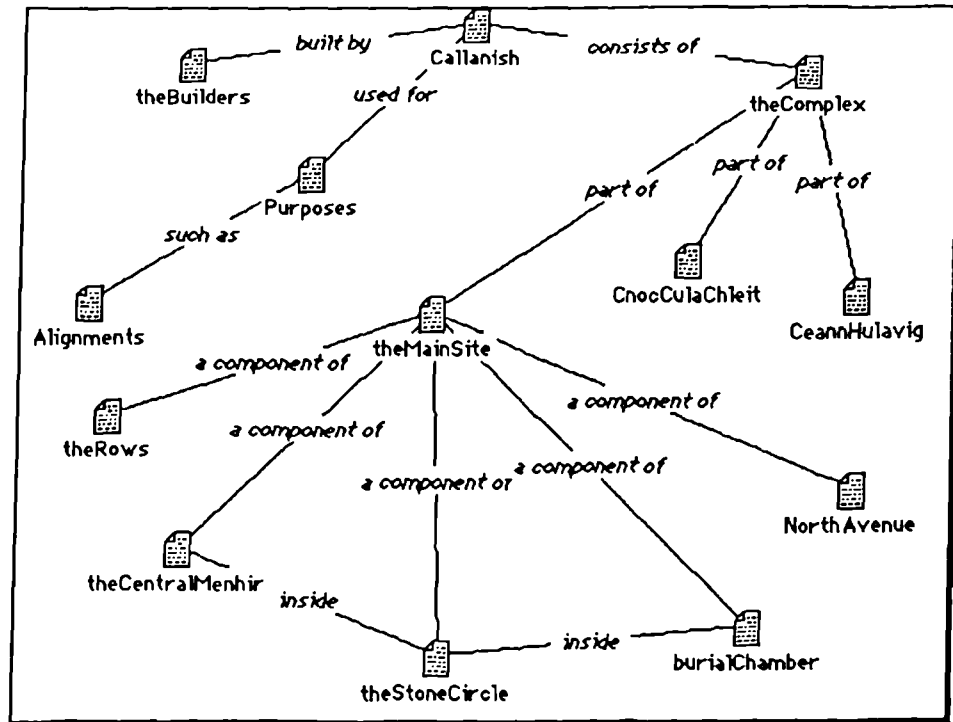 built by
Callanish
consists of
theBuilders
used for
theComplex
part of
part of
part of
Purposes
such as
CnocCulaChleit
CeannHulavig
Alignments
theMainSite
a component of
a component of
theRows
a component of
a component or
a component of
NorthAvenue
theCentralMenhir
inside
inside
burialChamber
theStoneCircle